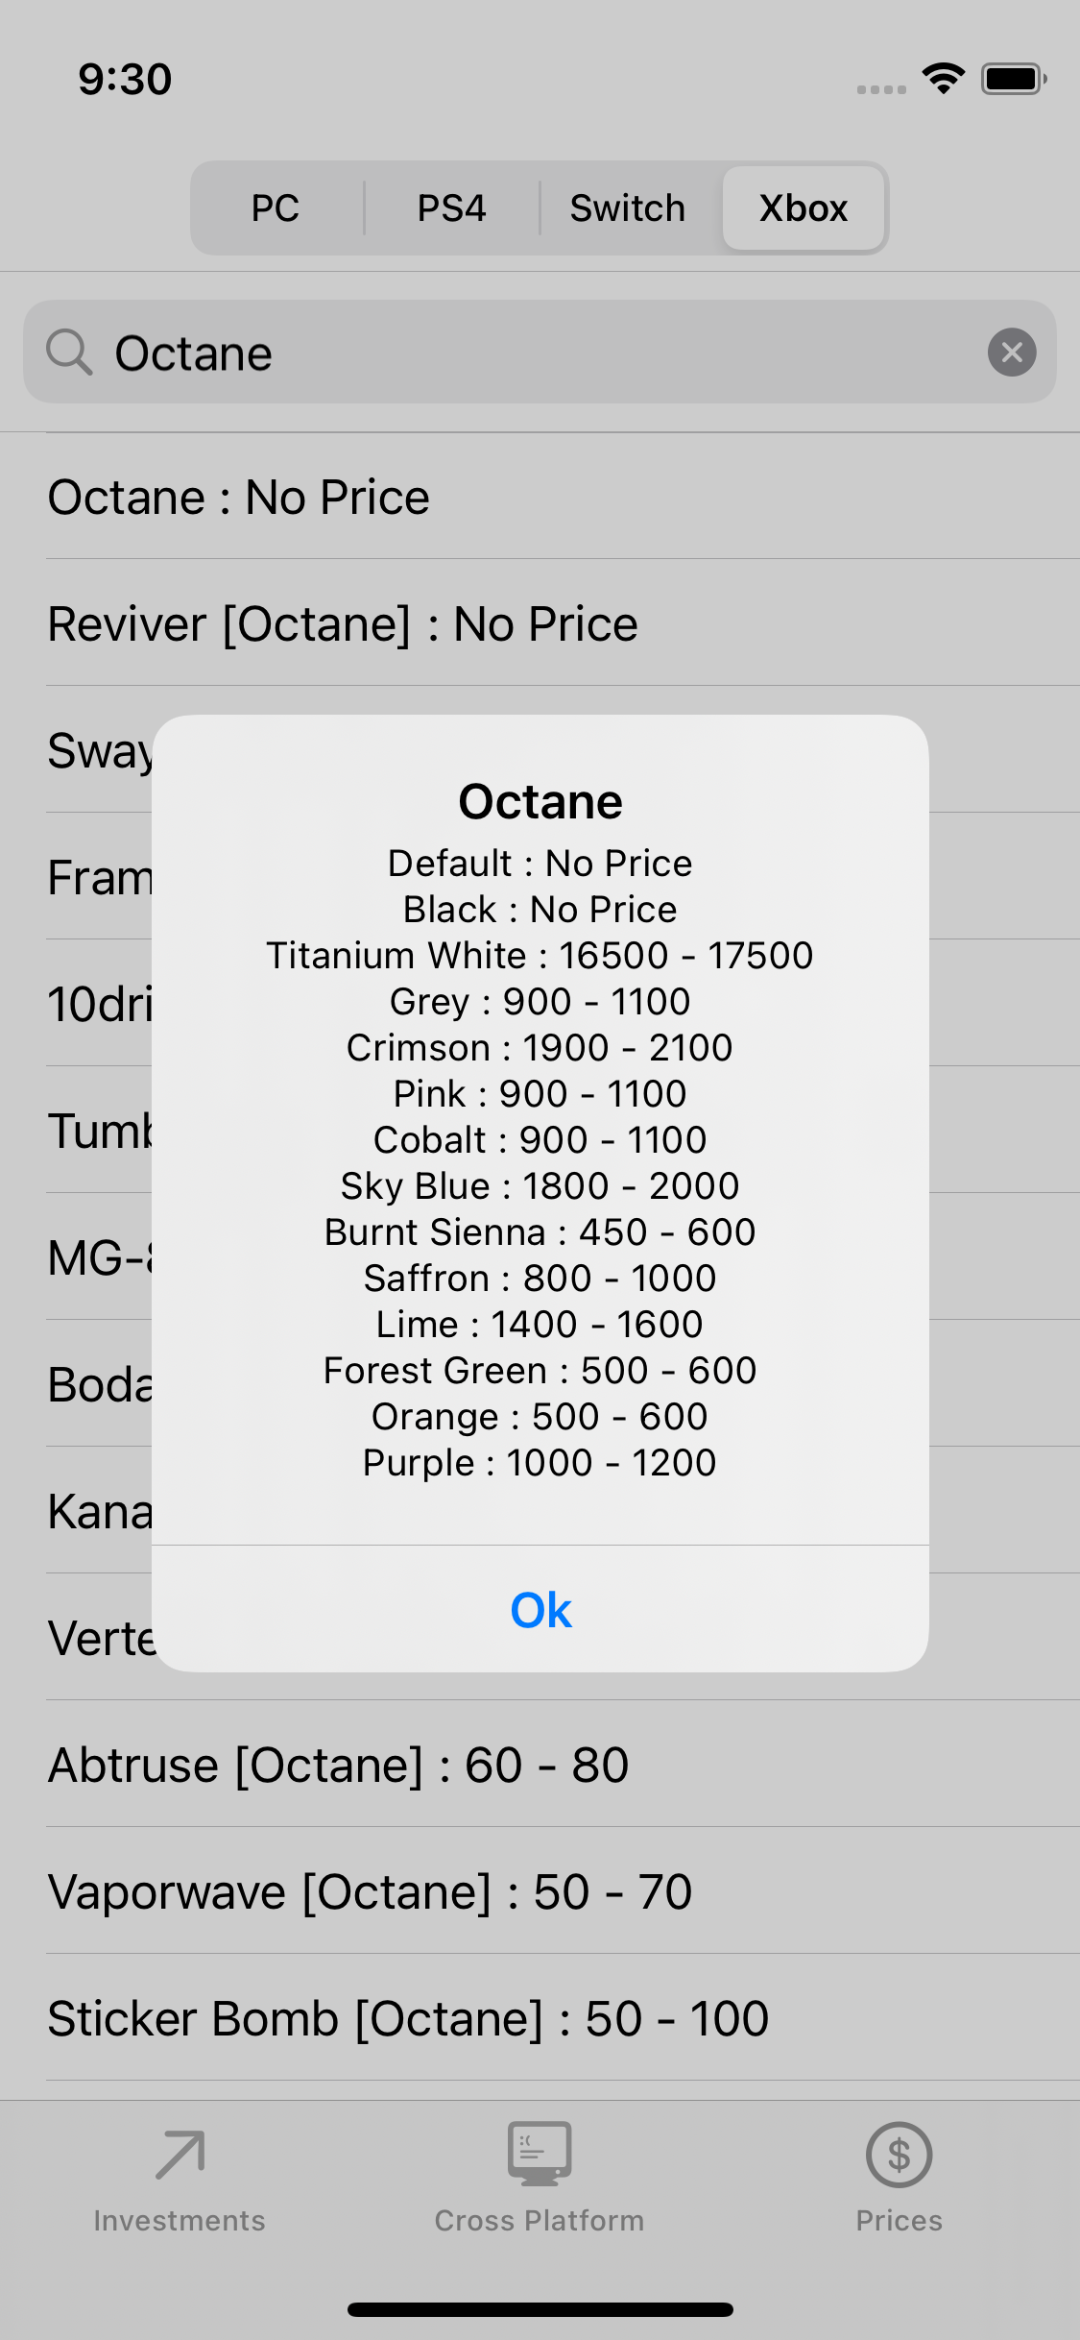 9:30
PC PS4 Switch Xbox
Octane
Octane : No Price
Reviver [Octane] : No Price
Sway
Octane
Default : No Price
Fram
Black : No Price
Titanium White : 16500 - 17500
10dri
Grey : 900 - 1100
Crimson : 1900 - 2100
Pink : 900 - 1100
Tumb
Cobalt : 900 - 1100
Sky Blue : 1800 - 2000
Burnt Sienna : 450 - 600
MG-8
Saffron : 800 - 1000
Lime : 1400 - 1600
Forest Green : 500 - 600
Boda
Orange : 500 - 600
Purple : 1000 - 1200
Kana
Ok
Verte
Abtruse [Octane] : 60 - 80
Vaporwave [Octane] : 50 - 70
Sticker Bomb [Octane] : 50 - 100
Investments Cross Platform Prices